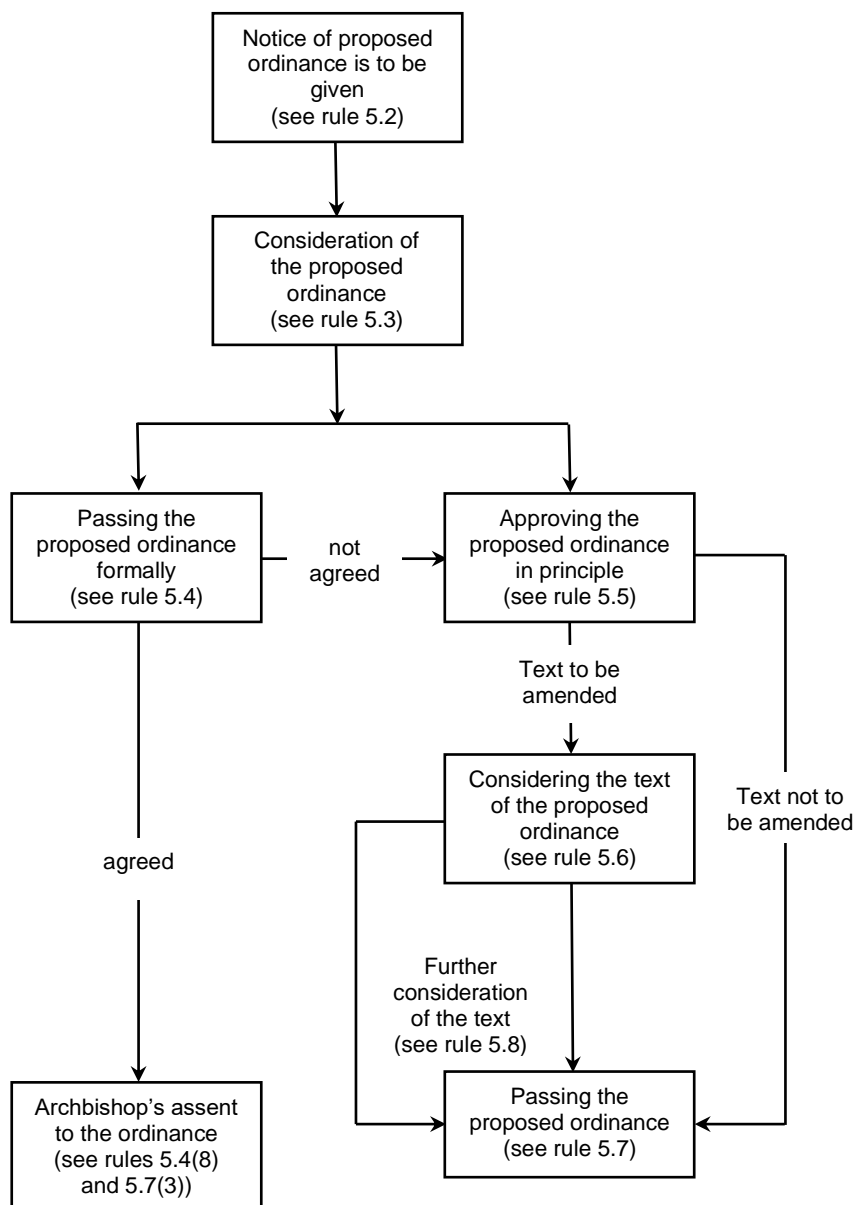 Notice of proposed
ordinance is to be
given
(see rule 5.2)
Consideration of
the proposed
ordinance
(see rule 5.3)
Passing the
proposed ordinance
formally
(see rule 5.4)
not
agreed
Approving the
proposed ordinance
in principle
(see rule 5.5)
Text to be
amended
Considering the text
of the proposed
ordinance
(see rule 5.6)
Text not to
be amended
agreed
Further
consideration
of the text
(see rule 5.8)
Archbishop’s assent
to the ordinance
(see rules 5.4(8)
and 5.7(3))
Passing the
proposed ordinance
(see rule 5.7)